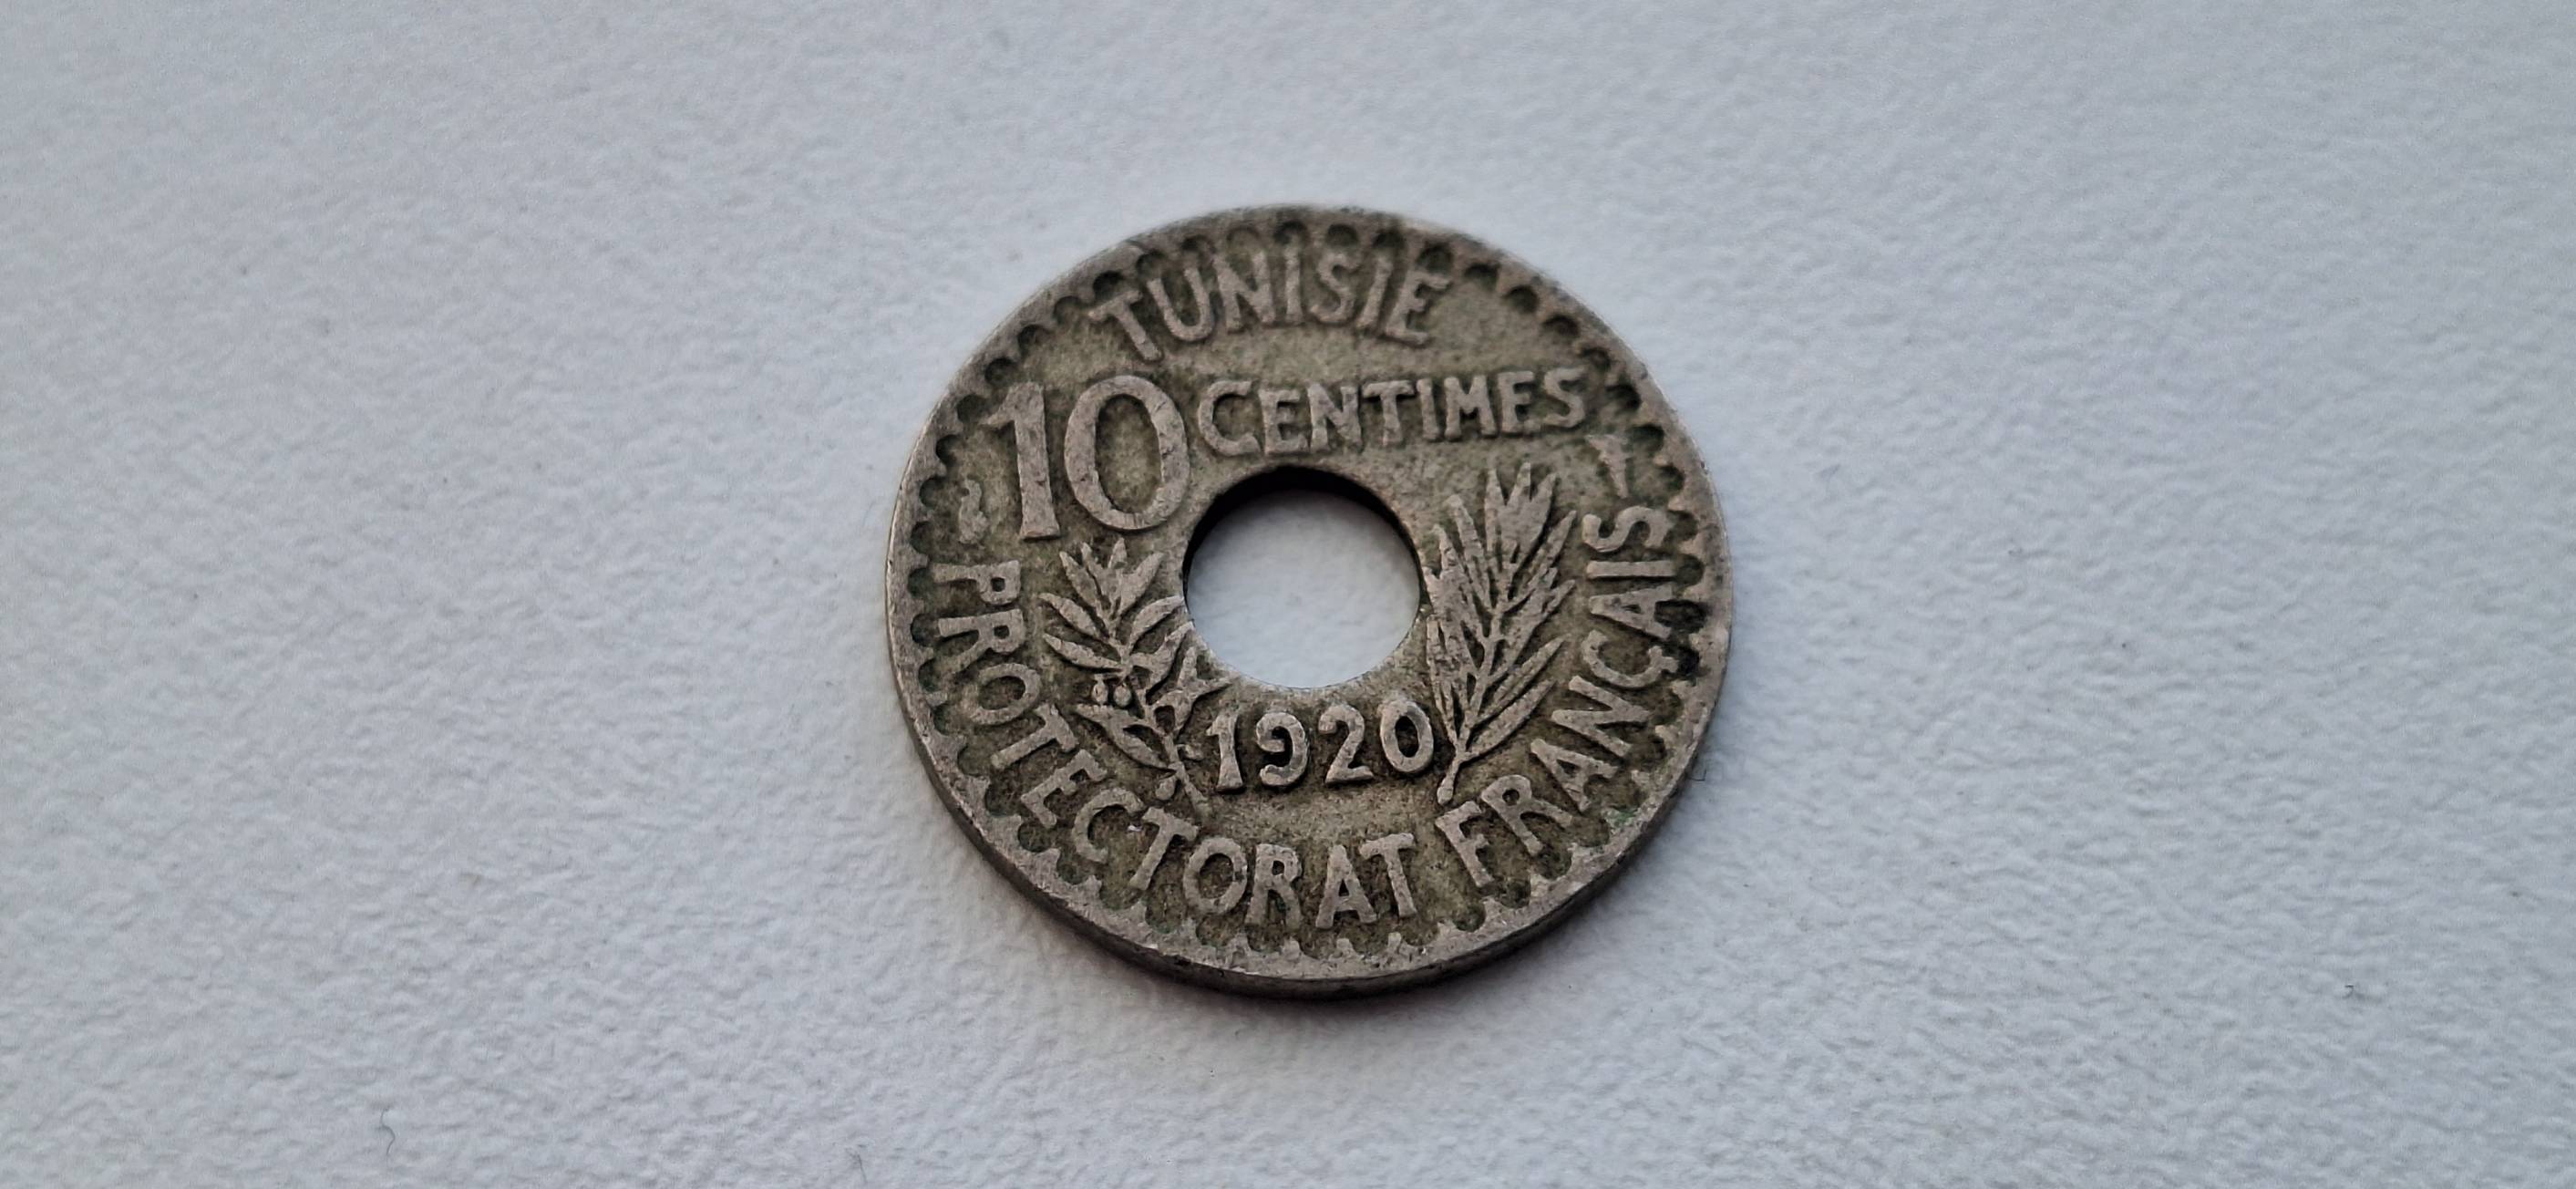 TUNISIE
10 CENTIMES
1920
PROTECTORAT FRANÇAIS